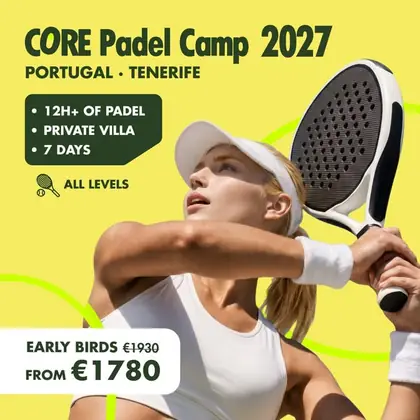 CORE Padel Camp 2027
PORTUGAL · TENERIFE
• 12H+ OF PADEL
• PRIVATE VILLA
• 7 DAYS
ALL LEVELS
EARLY BIRDS €1930
FROM €1780